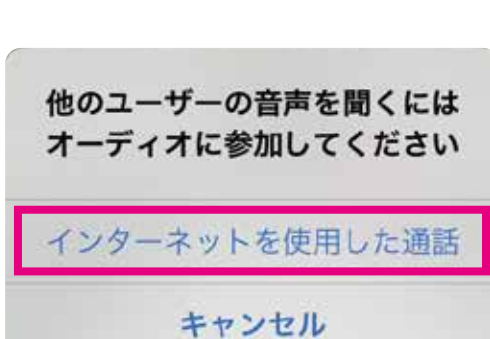 他のユーザーの音声を聞くには
オーディオに参加してください
インターネットを使用した通話
キャンセル